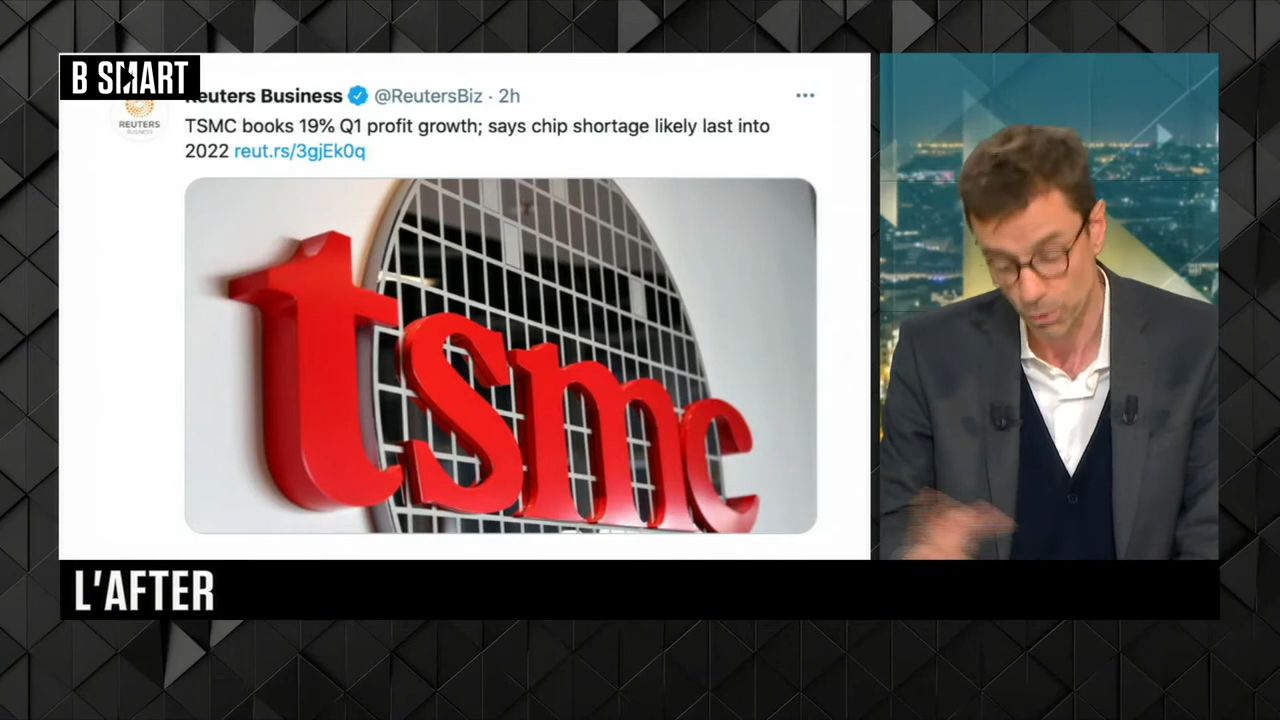 B SMART
Reuters Business @ReutersBiz · 2h
REUTERS
BUSINESS
TSMC books 19% Q1 profit growth; says chip shortage likely last into
2022 reut.rs/3gjEk0q
tsmc
L'AFTER